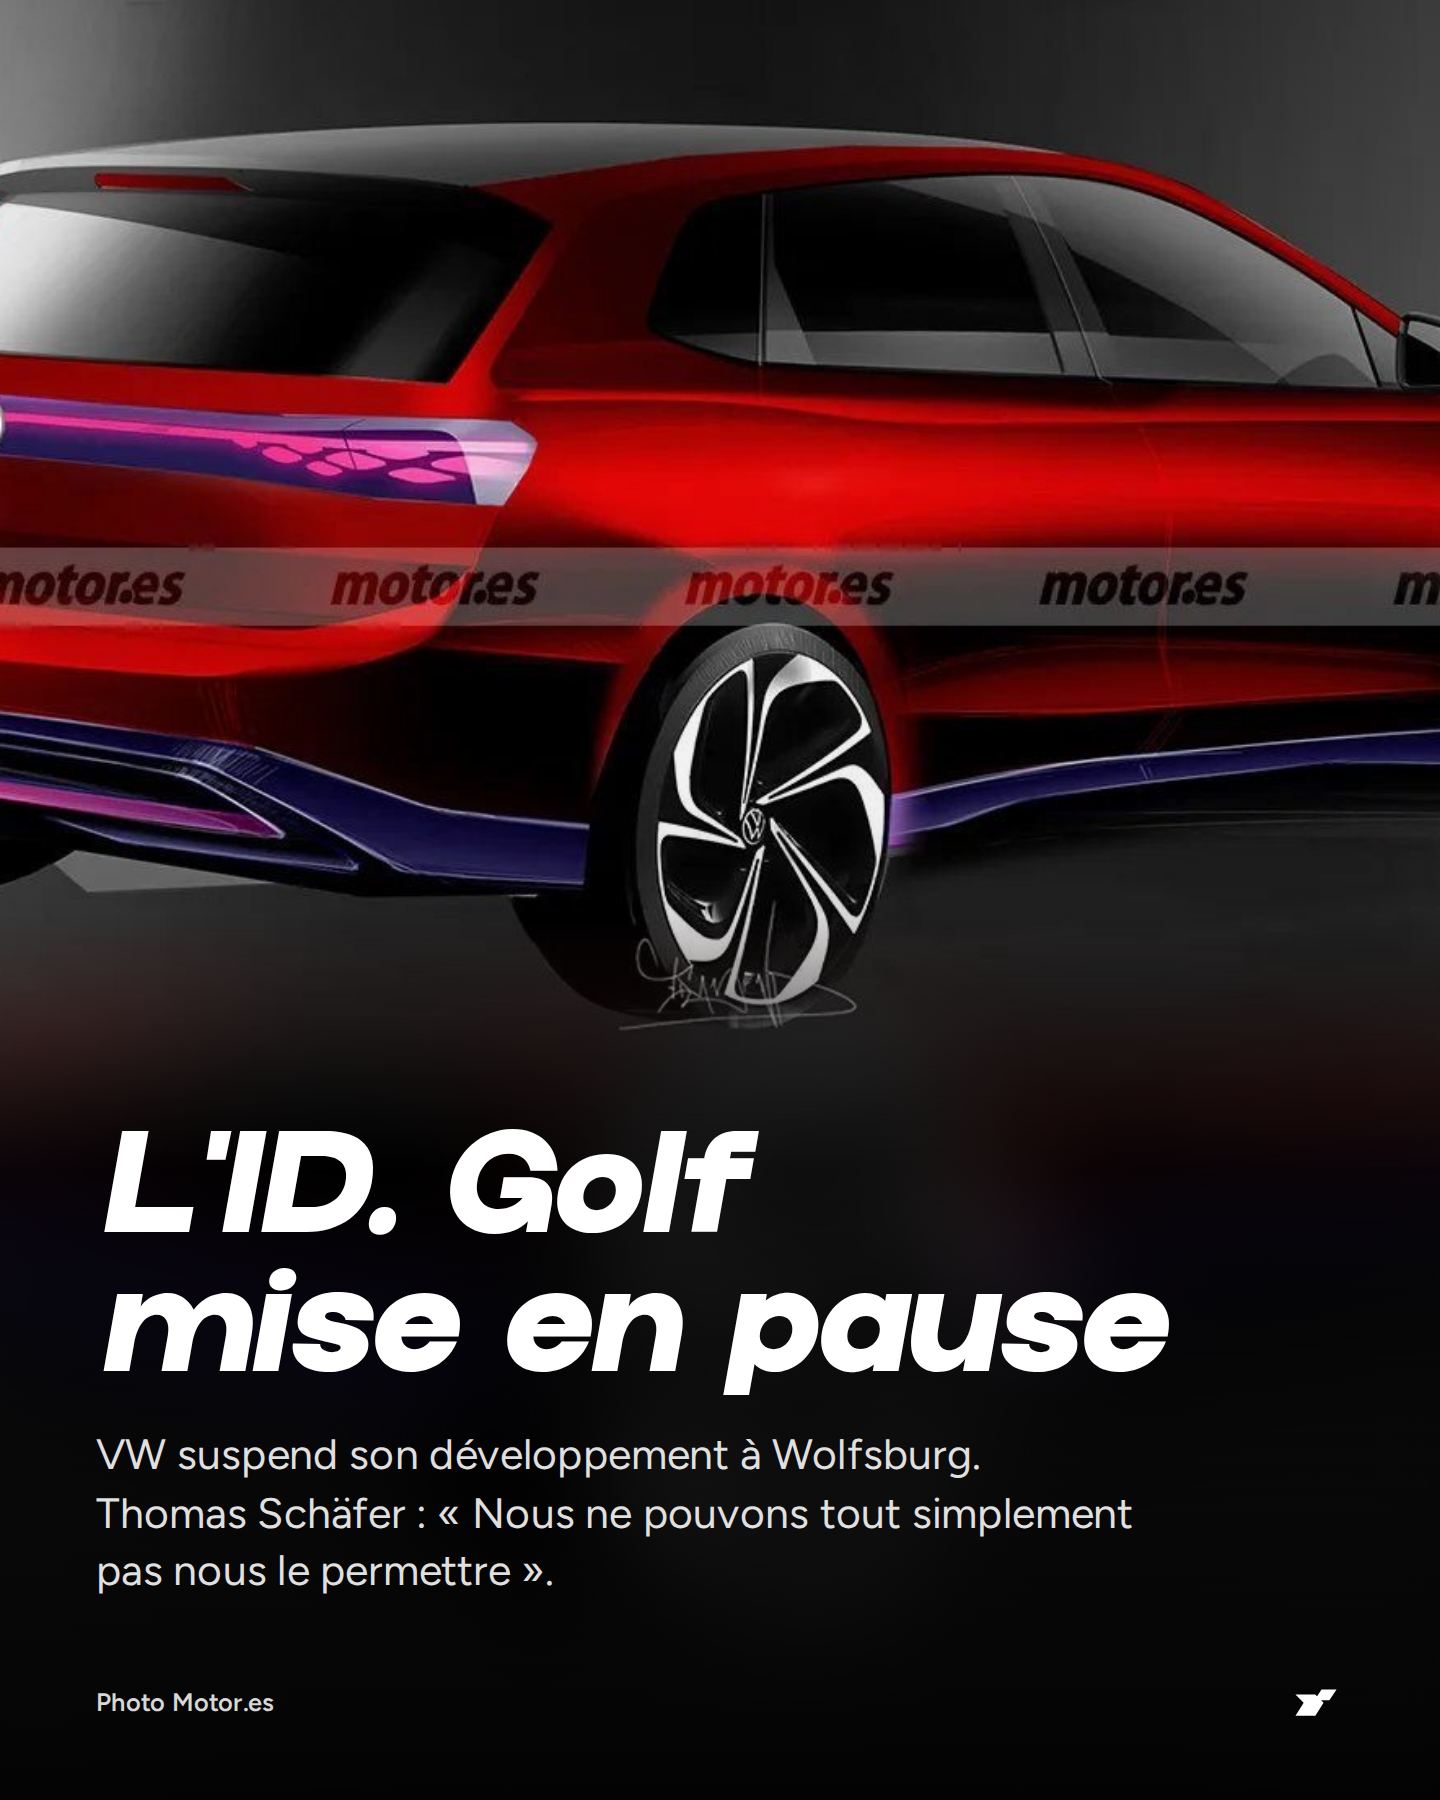 motor.es motor.es motor.es motor.es m
L'ID. Golf
mise en pause
VW suspend son développement à Wolfsburg.
Thomas Schäfer : « Nous ne pouvons tout simplement
pas nous le permettre ».
Photo Motor.es